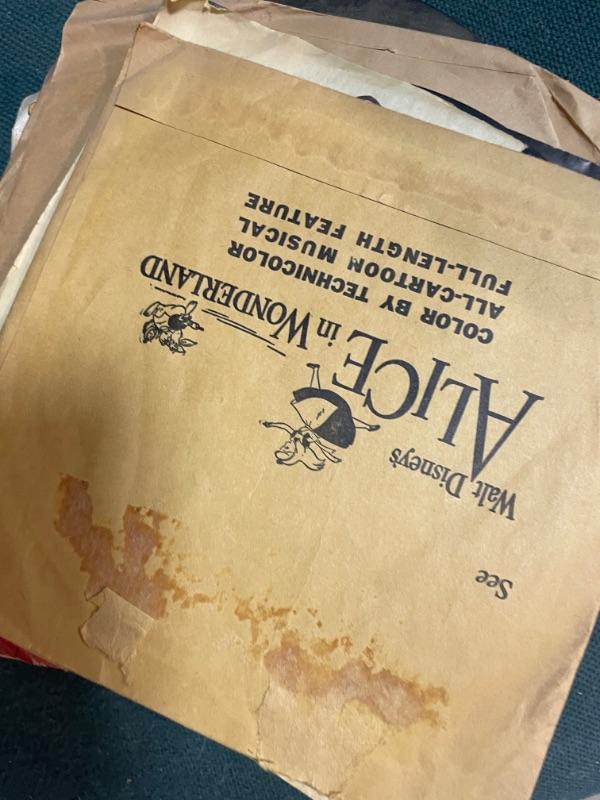 See
Walt Disney's
ALICE in WONDERLAND
COLOR BY TECHNICOLOR
ALL-CARTOON MUSICAL
FULL-LENGTH FEATURE